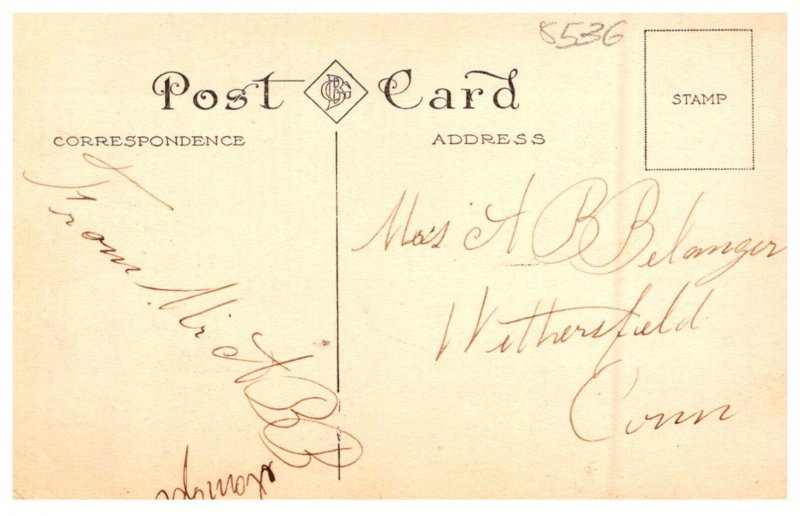 8536
Post Card
STAMP
CORRESPONDENCE
ADDRESS
From Mr A B B
Mrs A B Belanger
Wethersfield
Conn